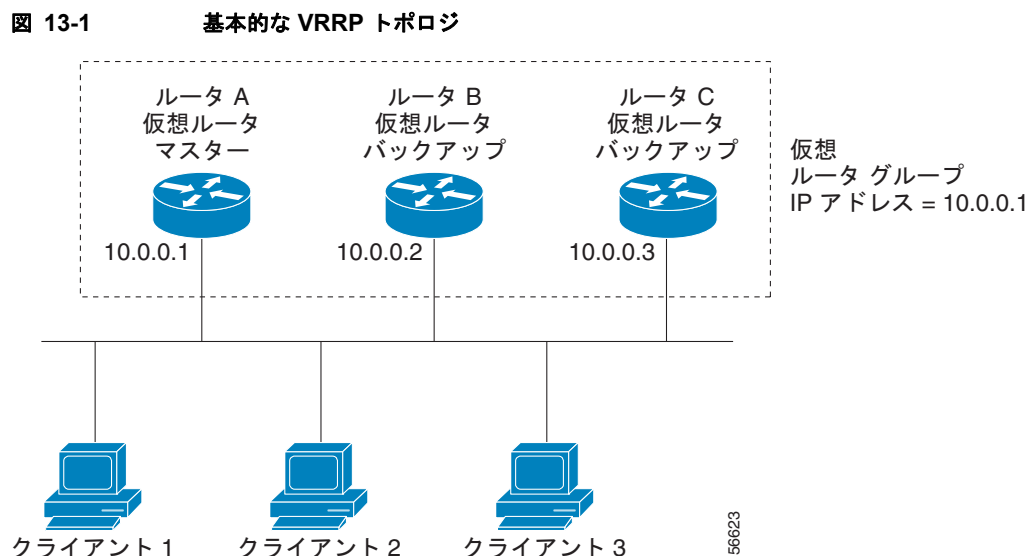 図 13-1 基本的な VRRP トポロジ
ルータ A
仮想ルータ
マスター
ルータ B
仮想ルータ
バックアップ
ルータ C
仮想ルータ
バックアップ
仮想
ルータ グループ
IP アドレス = 10.0.0.1
10.0.0.1
10.0.0.2
10.0.0.3
クライアント 1
クライアント 2
クライアント 3
56623